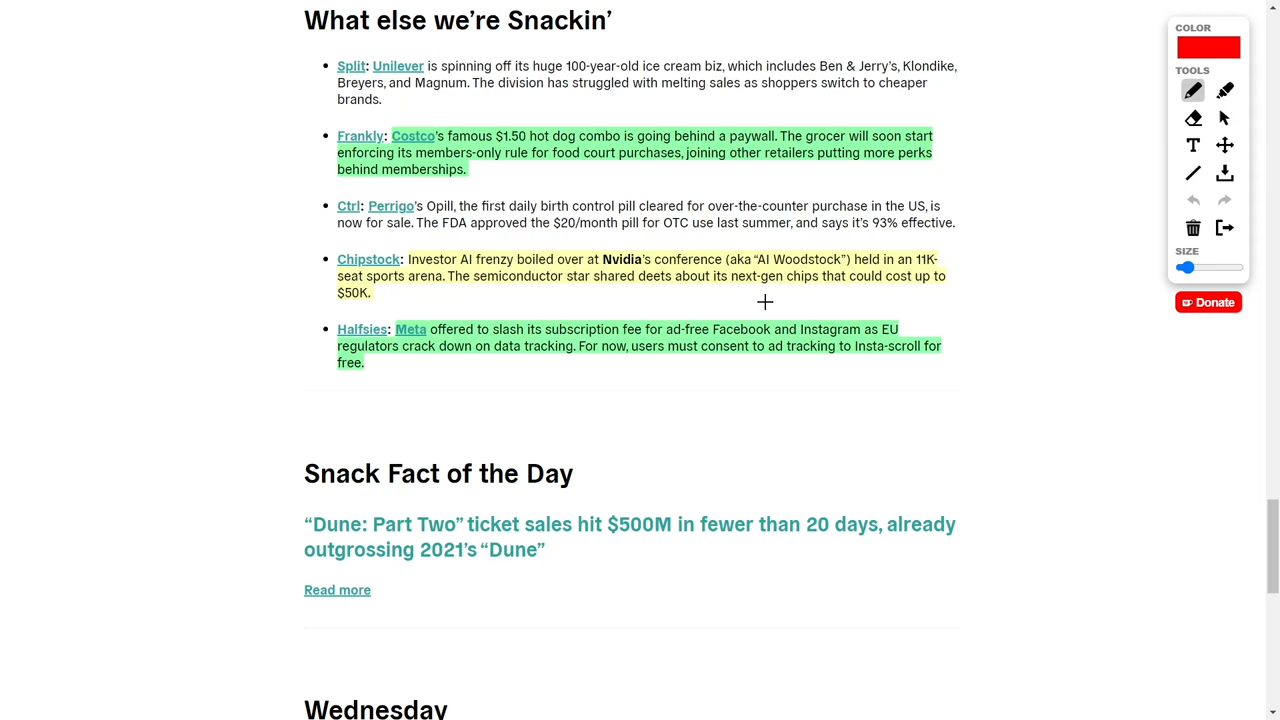 What else we’re Snackin’
Split: Unilever is spinning off its huge 100-year-old ice cream biz, which includes Ben & Jerry’s, Klondike,
Breyers, and Magnum. The division has struggled with melting sales as shoppers switch to cheaper
brands.
Frankly: Costco’s famous $1.50 hot dog combo is going behind a paywall. The grocer will soon start
enforcing its members-only rule for food court purchases, joining other retailers putting more perks
behind memberships.
Ctrl: Perrigo’s Opill, the first daily birth control pill cleared for over-the-counter purchase in the US, is
now for sale. The FDA approved the $20/month pill for OTC use last summer, and says it’s 93% effective.
Chipstock: Investor AI frenzy boiled over at Nvidia’s conference (aka “AI Woodstock”) held in an 11K-
seat sports arena. The semiconductor star shared deets about its next-gen chips that could cost up to
$50K.
Halfsies: Meta offered to slash its subscription fee for ad-free Facebook and Instagram as EU
regulators crack down on data tracking. For now, users must consent to ad tracking to Insta-scroll for
free.
Snack Fact of the Day
“Dune: Part Two” ticket sales hit $500M in fewer than 20 days, already
outgrossing 2021’s “Dune”
Read more
Wednesday
COLOR
TOOLS
T
SIZE
Donate